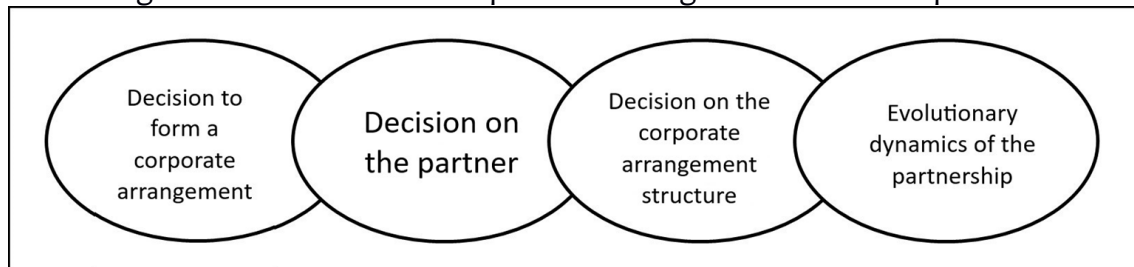 Decision to
form a
corporate
arrangement
Decision on
the partner
Decision on the
corporate
arrangement
structure
Evolutionary
dynamics of the
partnership